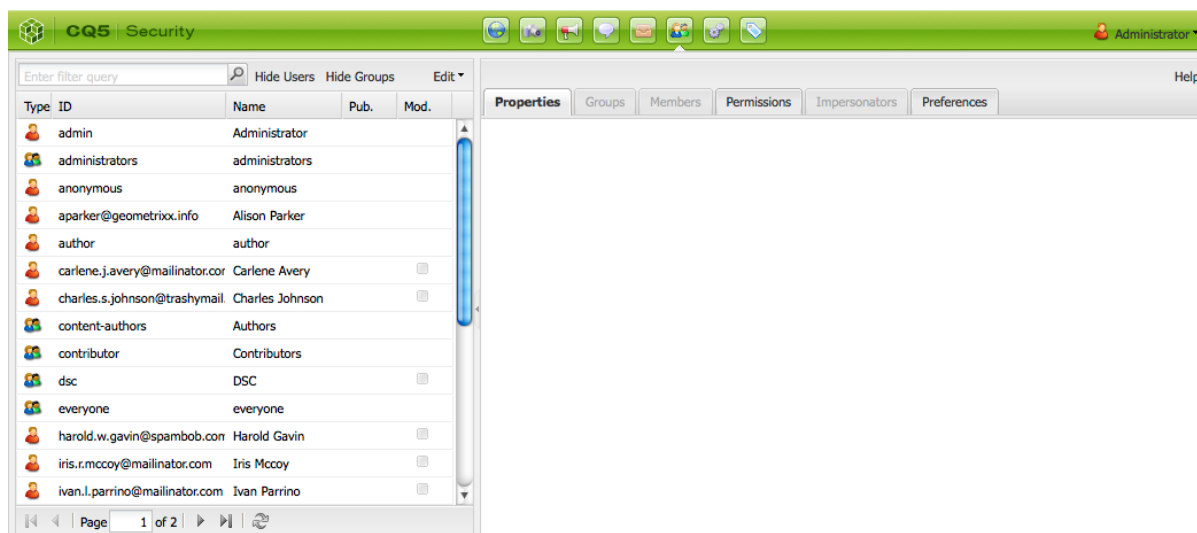 CQ5 Security Administrator
Enter filter query Hide Users Hide Groups Edit Help
Type ID Name Pub. Mod. Properties Groups Members Permissions Impersonators Preferences
admin Administrator
administrators administrators
anonymous anonymous
aparker@geometrixx.info Alison Parker
author author
carlene.j.avery@mailinator.cor Carlene Avery
charles.s.johnson@trashymail. Charles Johnson
content-authors Authors
contributor Contributors
dsc DSC
everyone everyone
harold.w.gavin@spambob.com Harold Gavin
iris.r.mccoy@mailinator.com Iris Mccoy
ivan.l.parrino@mailinator.com Ivan Parrino
Page 1 of 2